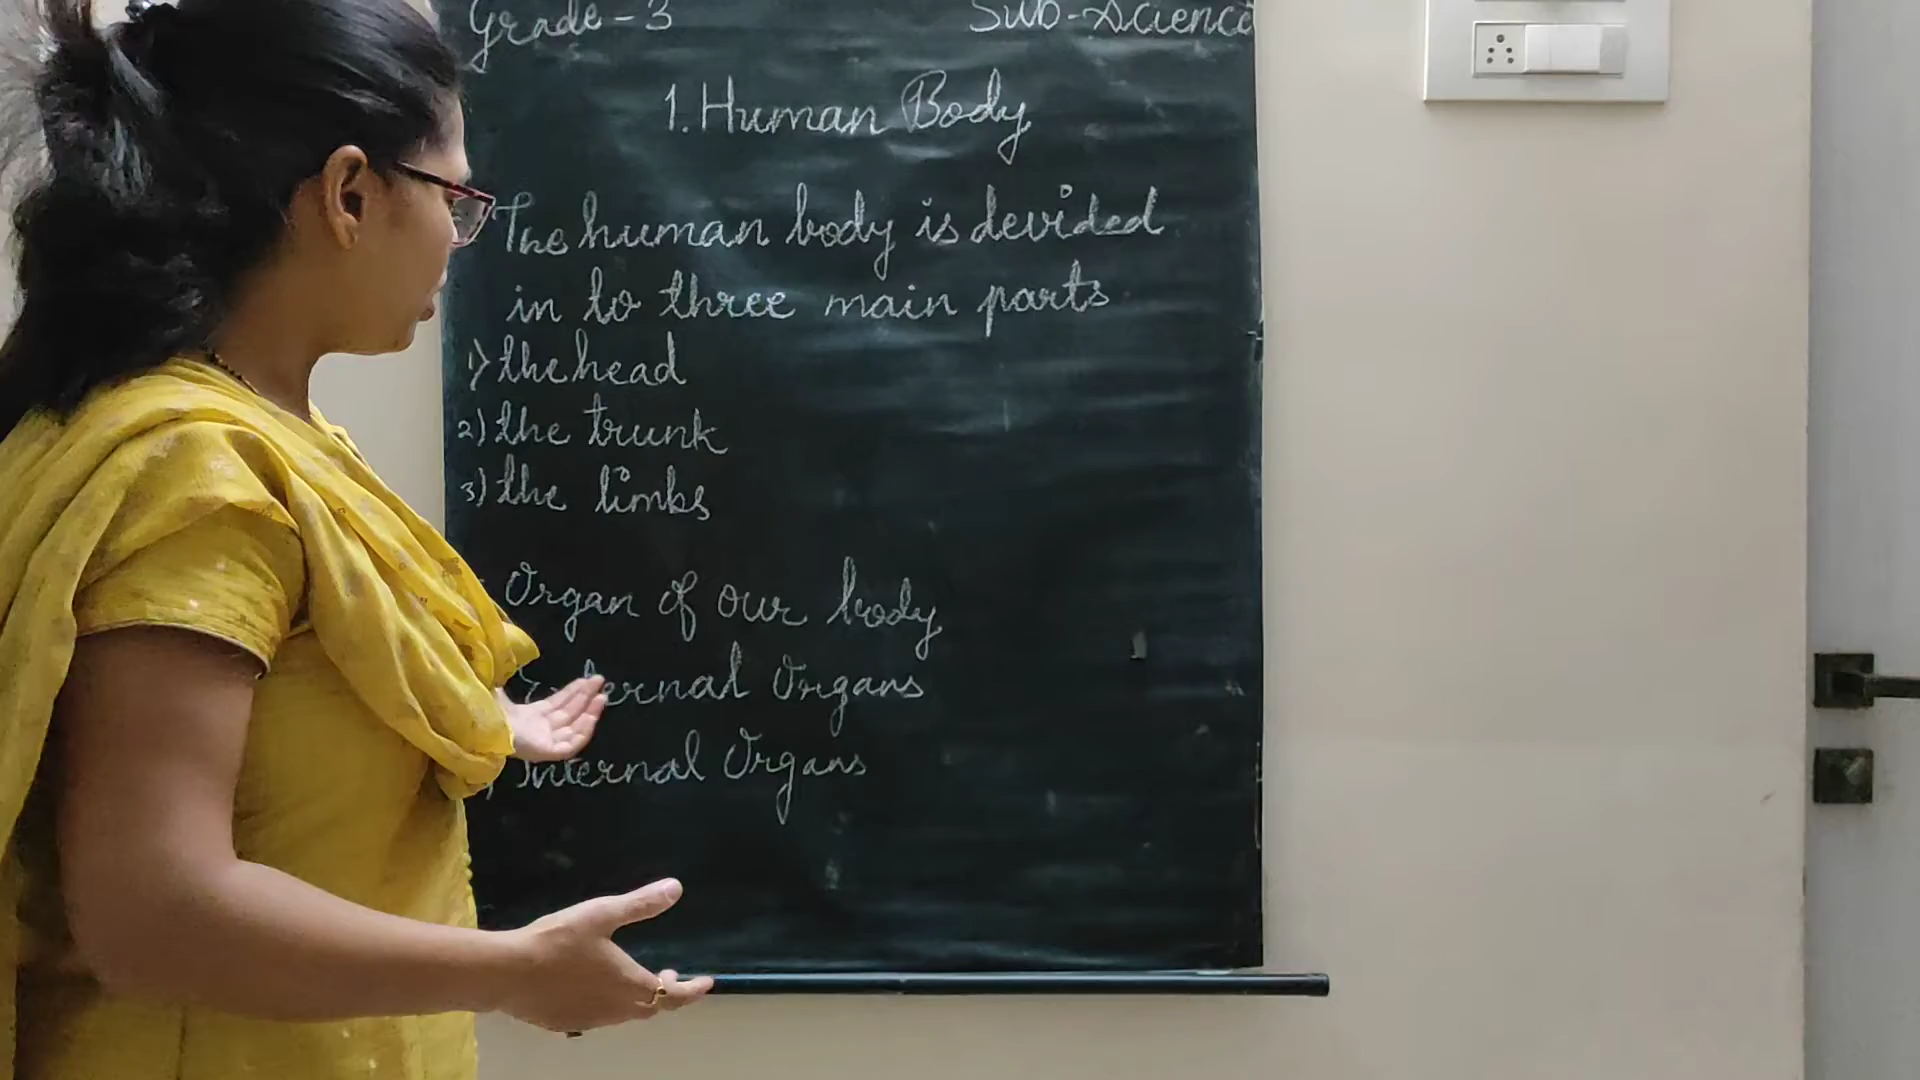 Grade - 3 Sub - Science
1. Human Body
The human body is devided
in to three main parts
1) the head
2) the trunk
3) the limbs
Organ of our body
External Organs
Internal Organs